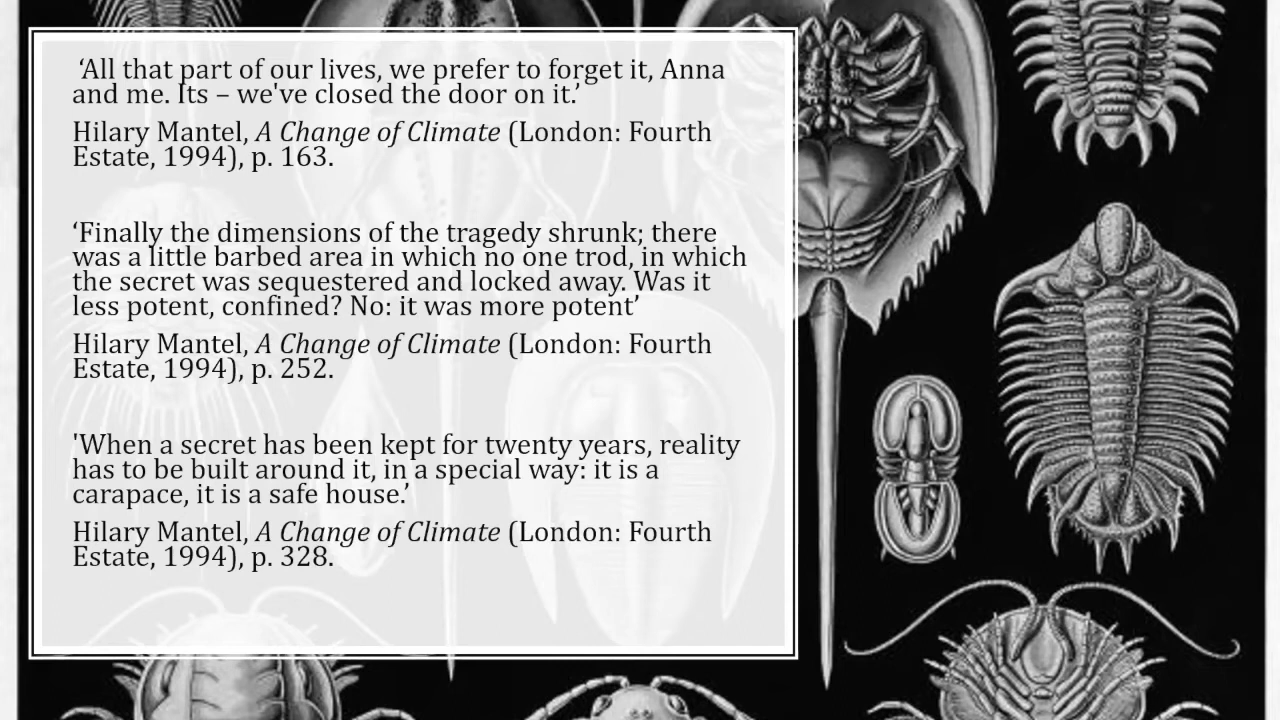 ‘All that part of our lives, we prefer to forget it, Anna
and me. Its – we've closed the door on it.’
Hilary Mantel, A Change of Climate (London: Fourth
Estate, 1994), p. 163.
‘Finally the dimensions of the tragedy shrunk; there
was a little barbed area in which no one trod, in which
the secret was sequestered and locked away. Was it
less potent, confined? No: it was more potent’
Hilary Mantel, A Change of Climate (London: Fourth
Estate, 1994), p. 252.
'When a secret has been kept for twenty years, reality
has to be built around it, in a special way: it is a
carapace, it is a safe house.’
Hilary Mantel, A Change of Climate (London: Fourth
Estate, 1994), p. 328.